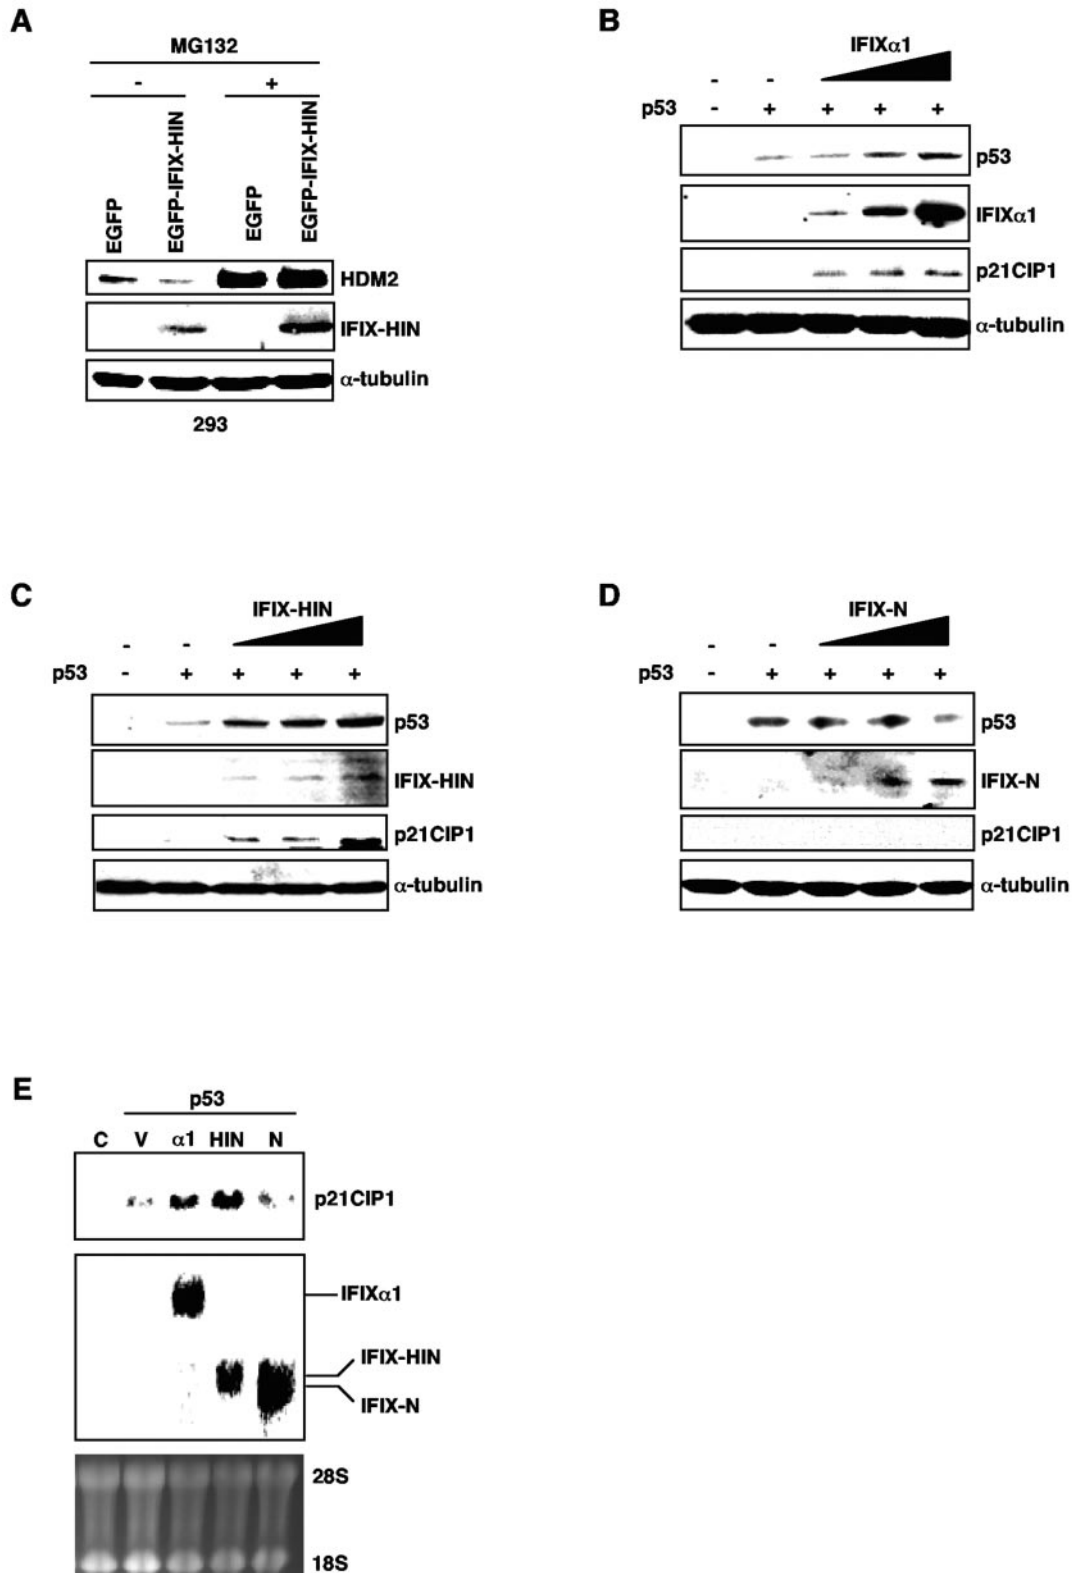 A
MG132
- +
EGFP
EGFP-IFIX-HIN
EGFP
EGFP-IFIX-HIN
HDM2
IFIX-HIN
α-tubulin
293
B
IFIXα1
- -
p53 - + + + +
p53
IFIXα1
p21CIP1
α-tubulin
C
IFIX-HIN
- -
p53 - + + + +
p53
IFIX-HIN
p21CIP1
α-tubulin
D
IFIX-N
- -
p53 - + + + +
p53
IFIX-N
p21CIP1
α-tubulin
E
p53
C V α1 HIN N
p21CIP1
IFIXα1
IFIX-HIN
IFIX-N
28S
18S